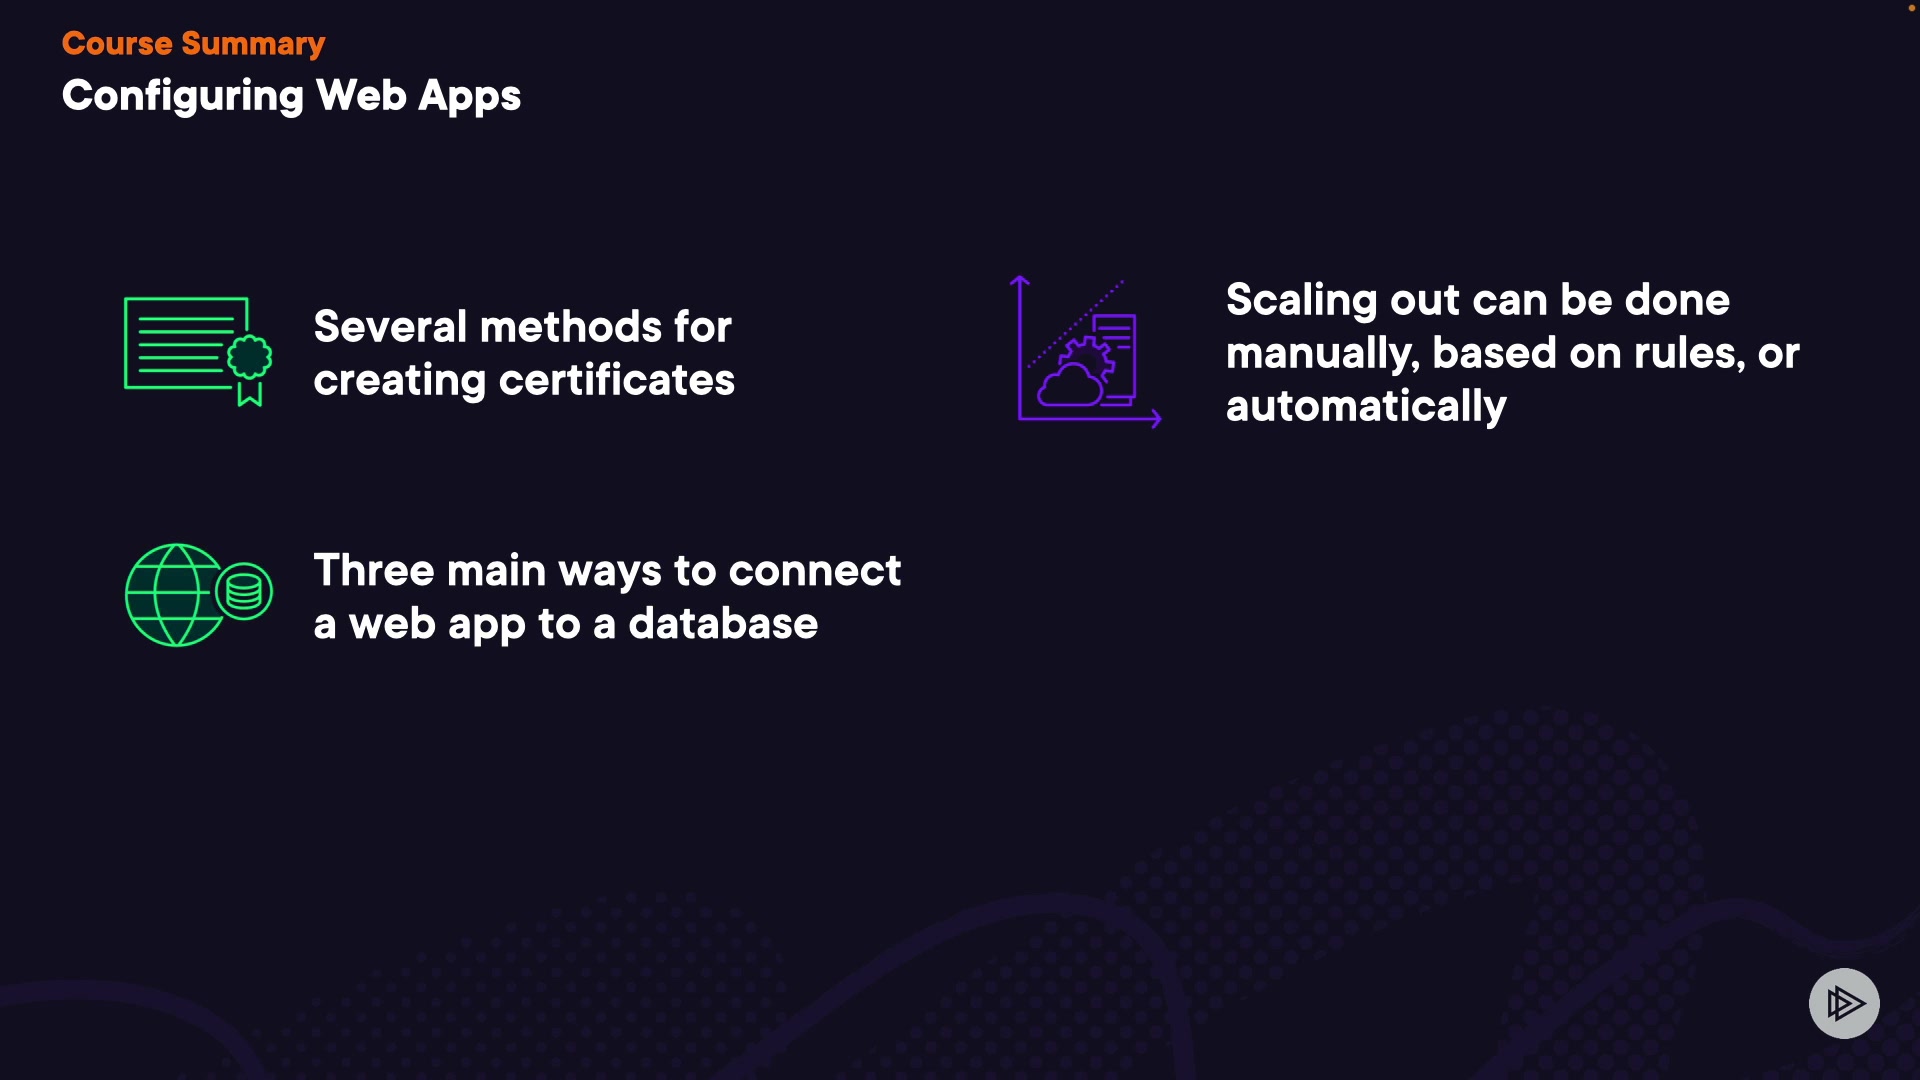 Course Summary
Configuring Web Apps
Several methods for
creating certificates
Scaling out can be done
manually, based on rules, or
automatically
Three main ways to connect
a web app to a database